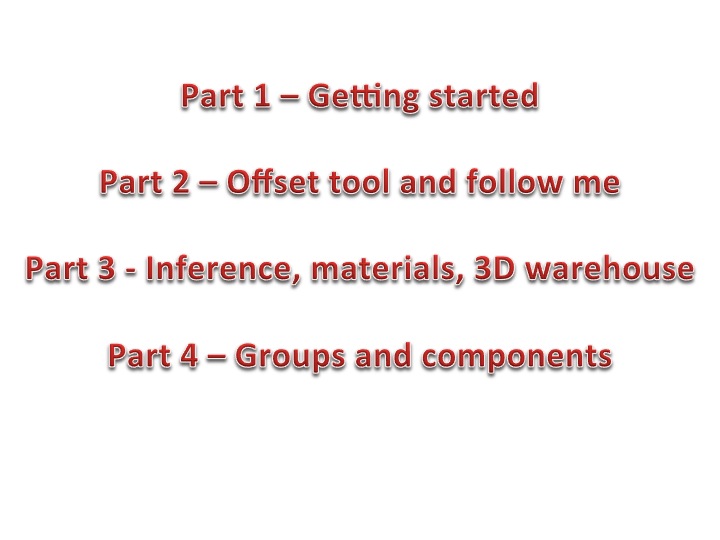 Part 1 – Getting started
Part 2 – Offset tool and follow me
Part 3 - Inference, materials, 3D warehouse
Part 4 – Groups and components